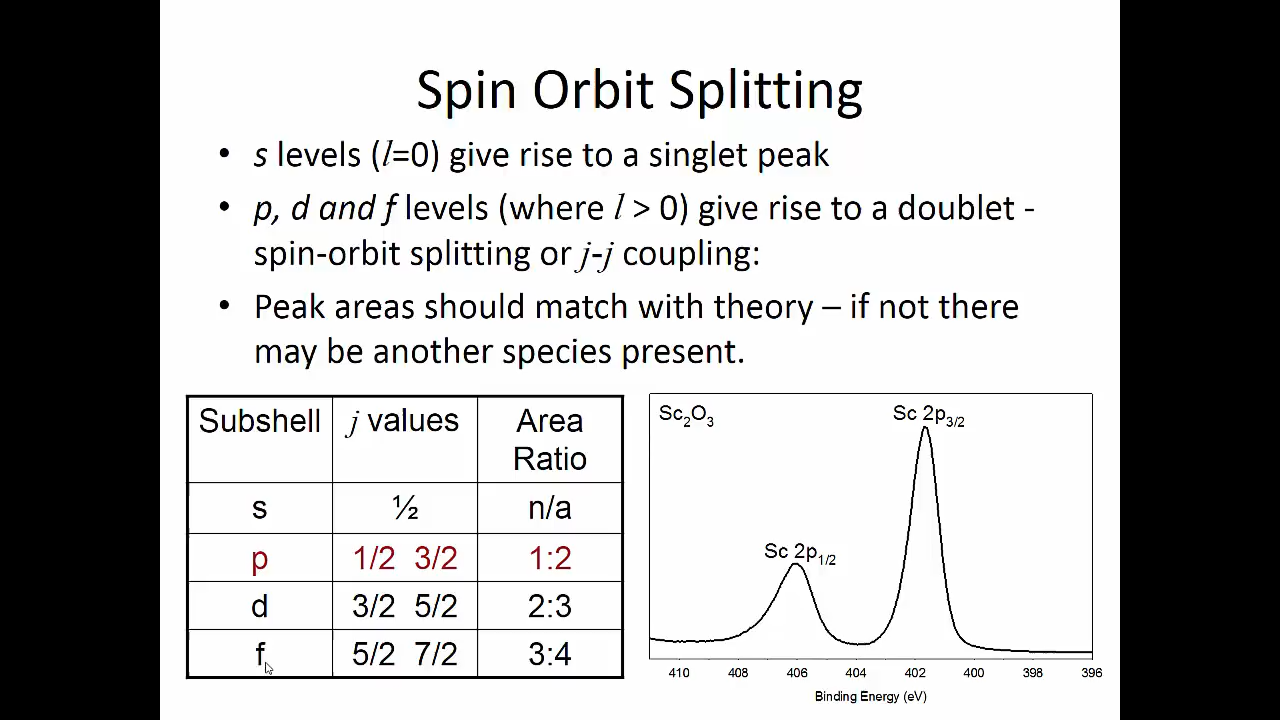 Spin Orbit Splitting
• s levels (l=0) give rise to a singlet peak
• p, d and f levels (where l > 0) give rise to a doublet -
spin-orbit splitting or j-j coupling:
• Peak areas should match with theory – if not there
may be another species present.
Subshell j values Area
Ratio
s ½ n/a
p 1/2 3/2 1:2
d 3/2 5/2 2:3
f 5/2 7/2 3:4
Sc₂O₃
Sc 2p₃/₂
Sc 2p₁/₂
410 408 406 404 402 400 398 396
Binding Energy (eV)